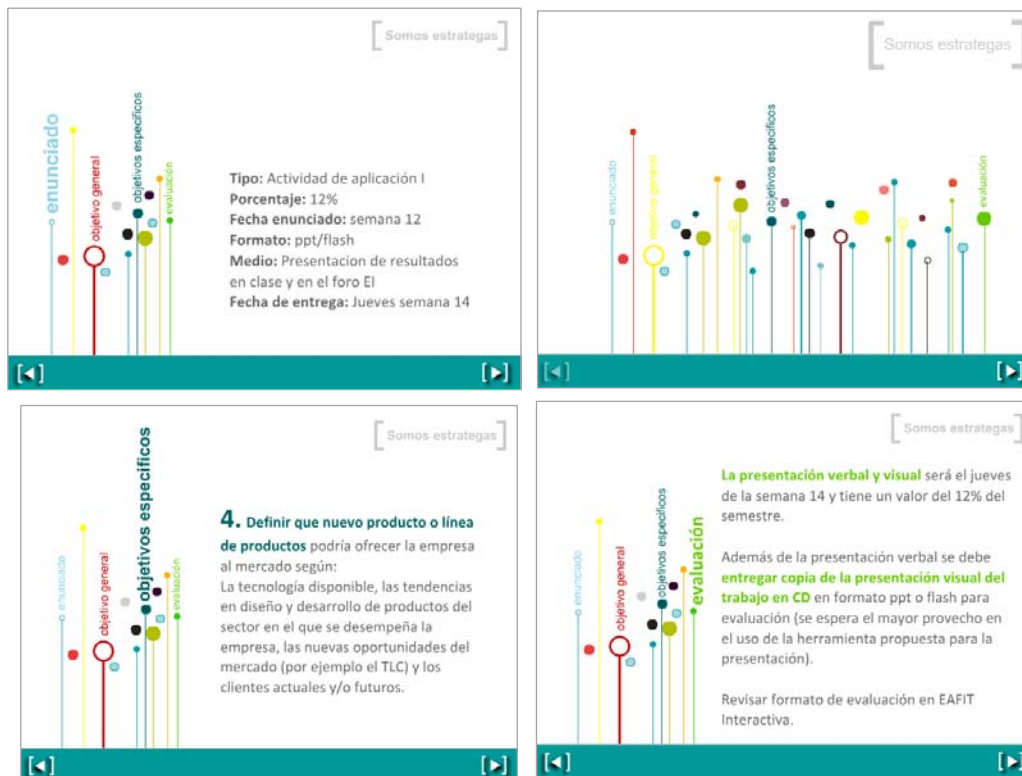 [Somos estrategas]
enunciado
objetivo general
objetivos especificos
evaluación
Tipo: Actividad de aplicación I
Porcentaje: 12%
Fecha enunciado: semana 12
Formato: ppt/flash
Medio: Presentacion de resultados
en clase y en el foro EI
Fecha de entrega: Jueves semana 14
[Somos estrategas]
enunciado
objetivo general
objetivos especificos
evaluación
[Somos estrategas]
enunciado
objetivo general
objetivos especificos
evaluación
4. Definir que nuevo producto o línea
de productos podría ofrecer la empresa
al mercado según:
La tecnología disponible, las tendencias
en diseño y desarrollo de productos del
sector en el que se desempeña la
empresa, las nuevas oportunidades del
mercado (por ejemplo el TLC) y los
clientes actuales y/o futuros.
[Somos estrategas]
enunciado
objetivo general
objetivos especificos
evaluación
La presentación verbal y visual será el jueves
de la semana 14 y tiene un valor del 12% del
semestre.
Además de la presentación verbal se debe
entregar copia de la presentación visual del
trabajo en CD en formato ppt o flash para
evaluación (se espera el mayor provecho en
el uso de la herramienta propuesta para la
presentación).
Revisar formato de evaluación en EAFIT
Interactiva.